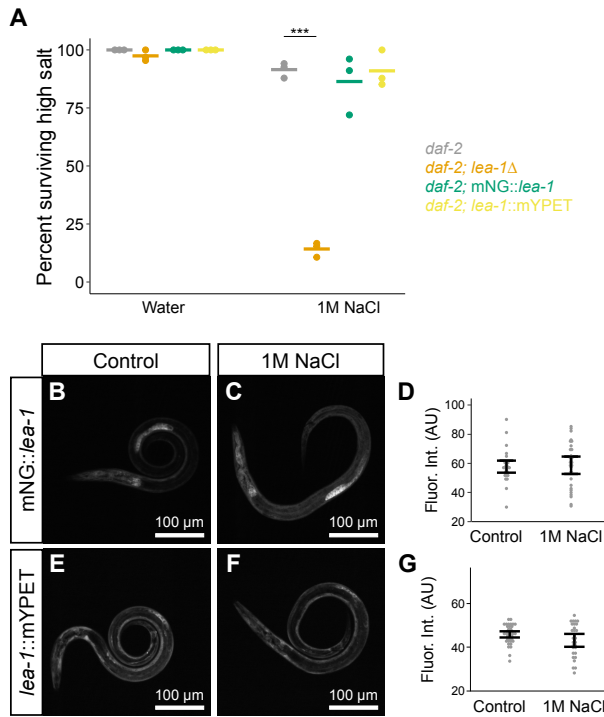 A
Percent surviving high salt
100
75
50
25
0
***
Water
1M NaCl
daf-2
daf-2; lea-1Δ
daf-2; mNG::lea-1
daf-2; lea-1::mYPET
Control
1M NaCl
mNG::lea-1
B
100 µm
C
100 µm
D
Fluor. Int. (AU)
100
80
60
40
20
Control
1M NaCl
lea-1::mYPET
E
100 µm
F
100 µm
G
Fluor. Int. (AU)
60
40
20
Control
1M NaCl